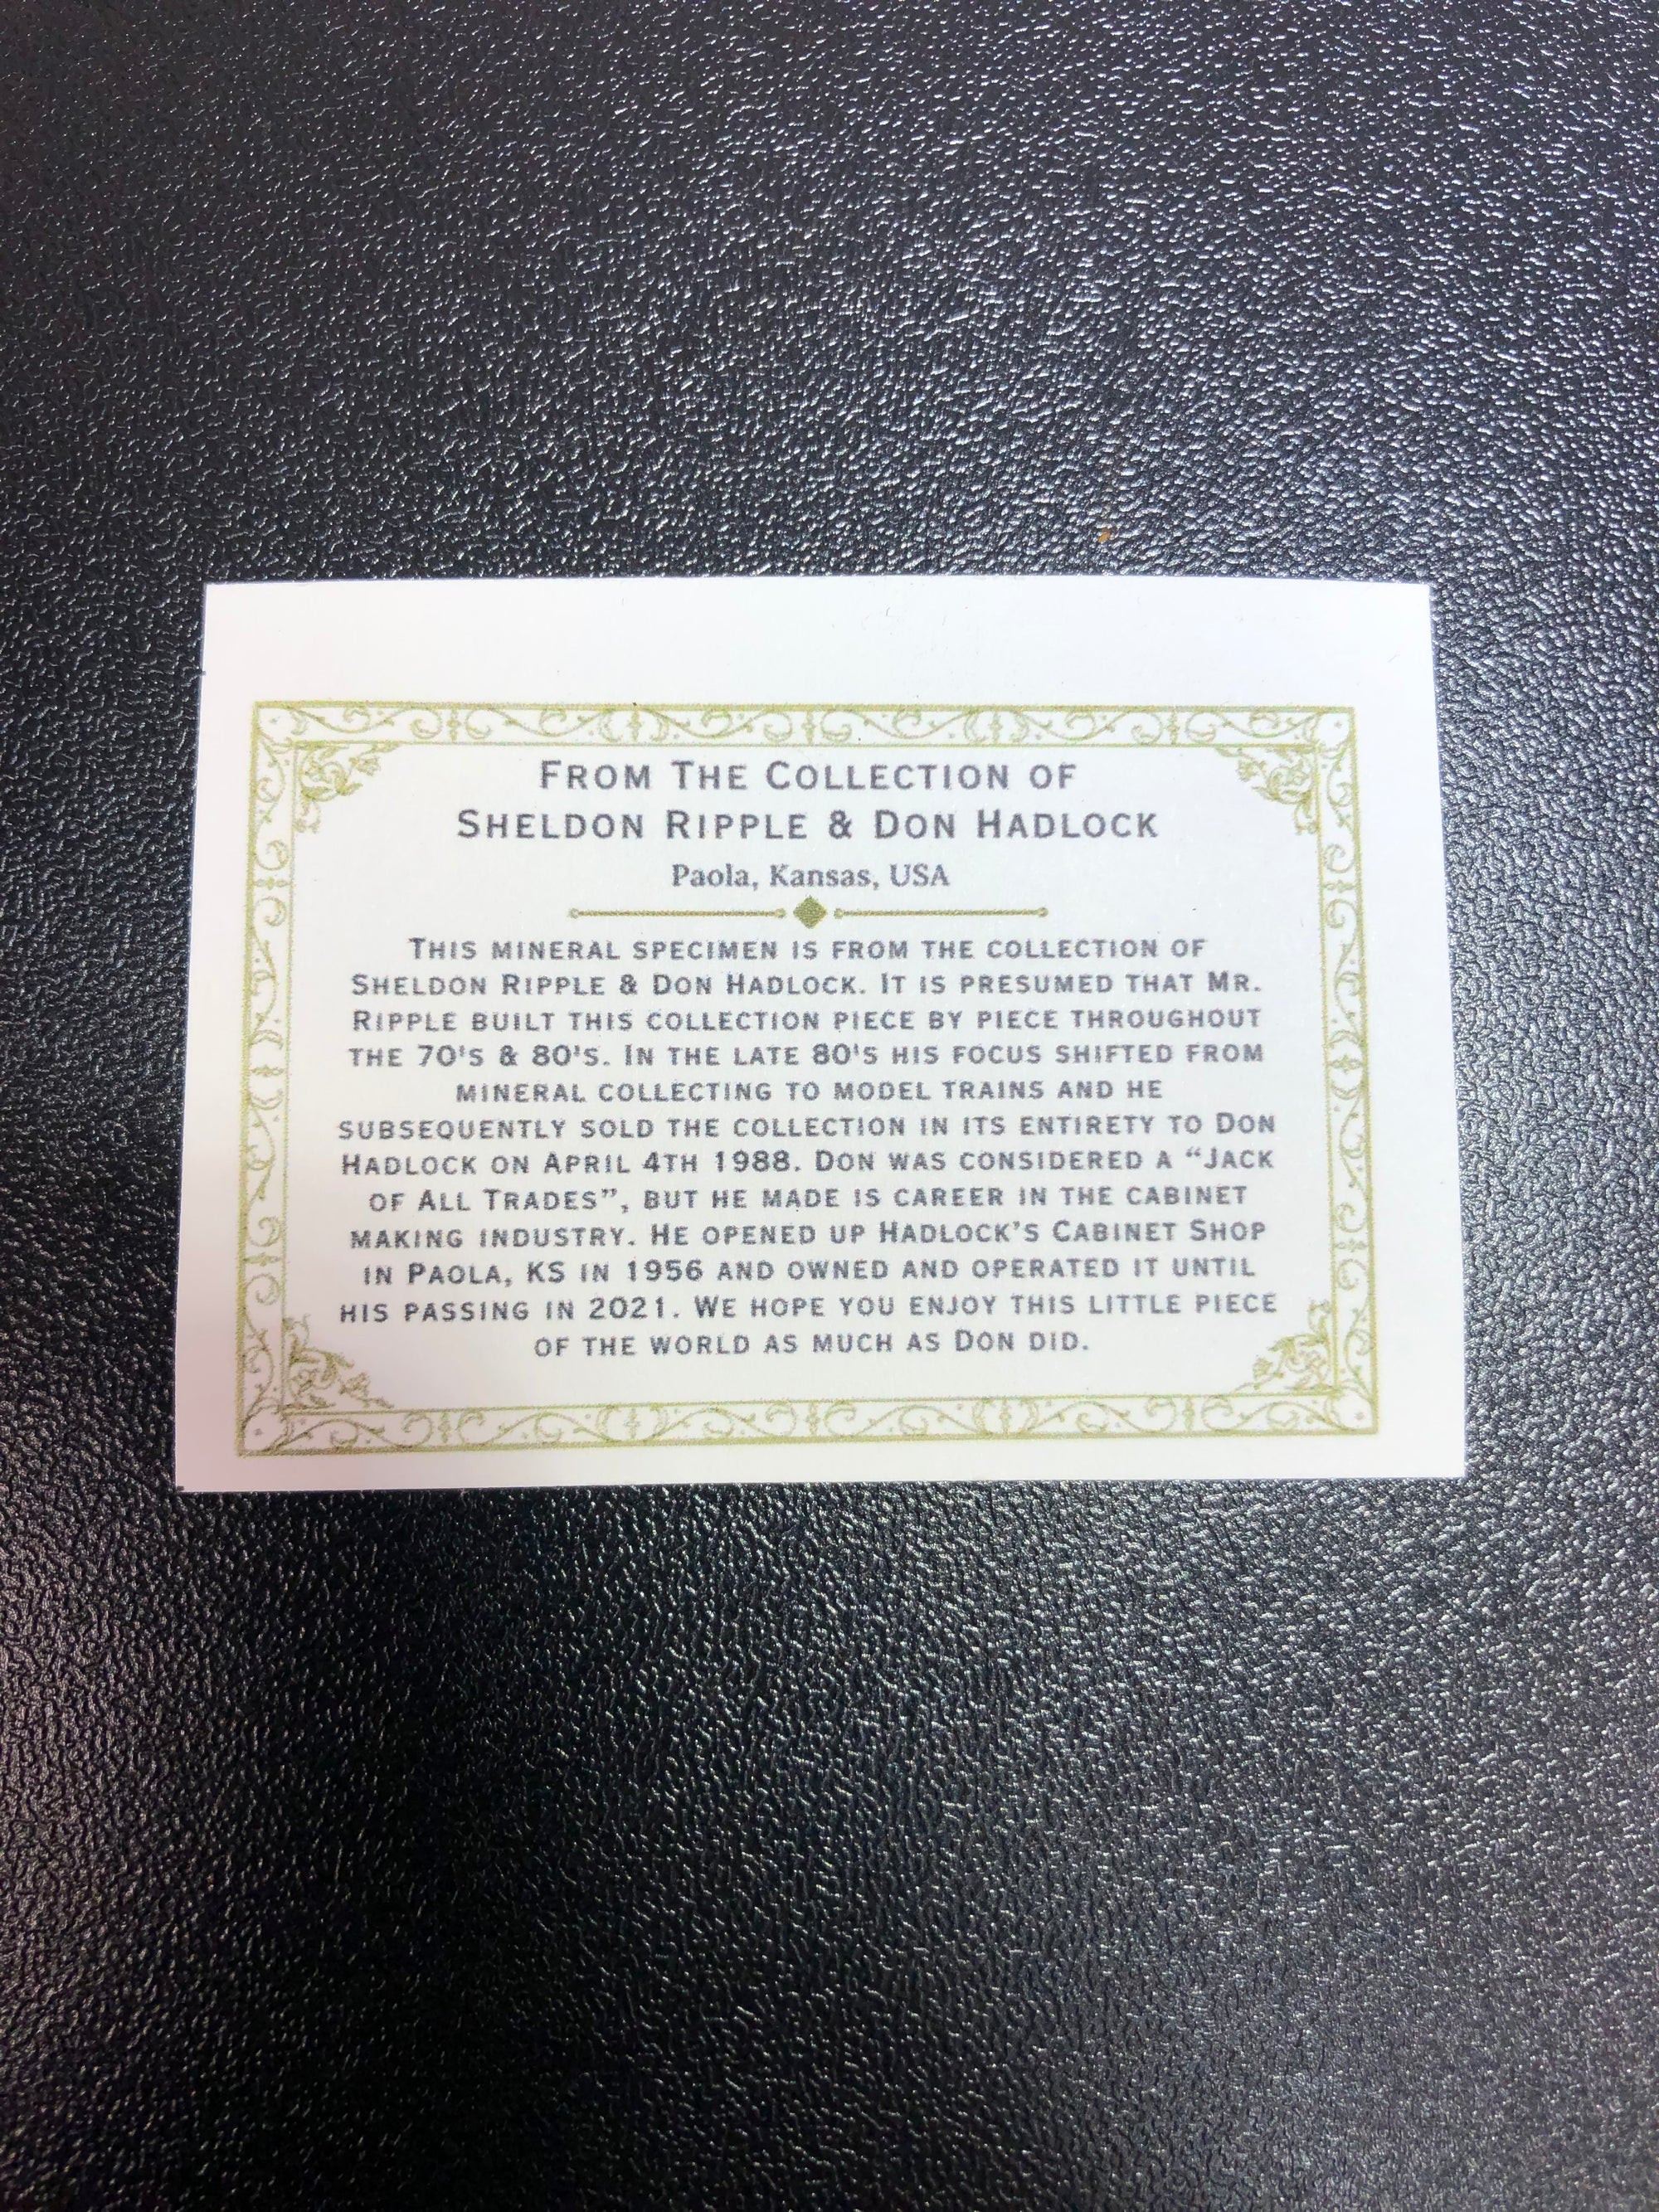 From The Collection of
Sheldon Ripple & Don Hadlock
Paola, Kansas, USA
This mineral specimen is from the collection of
Sheldon Ripple & Don Hadlock. It is presumed that Mr.
Ripple built this collection piece by piece throughout
the 70's & 80's. In the late 80's his focus shifted from
mineral collecting to model trains and he
subsequently sold the collection in its entirety to Don
Hadlock on April 4th 1988. Don was considered a “Jack
of All Trades”, but he made is career in the cabinet
making industry. He opened up Hadlock’s Cabinet Shop
in Paola, KS in 1956 and owned and operated it until
his passing in 2021. We hope you enjoy this little piece
of the world as much as Don did.